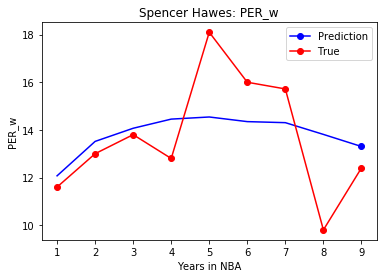 Spencer Hawes: PER_w
Prediction
True
18
16
14
12
10
PER_w
1 2 3 4 5 6 7 8 9
Years in NBA